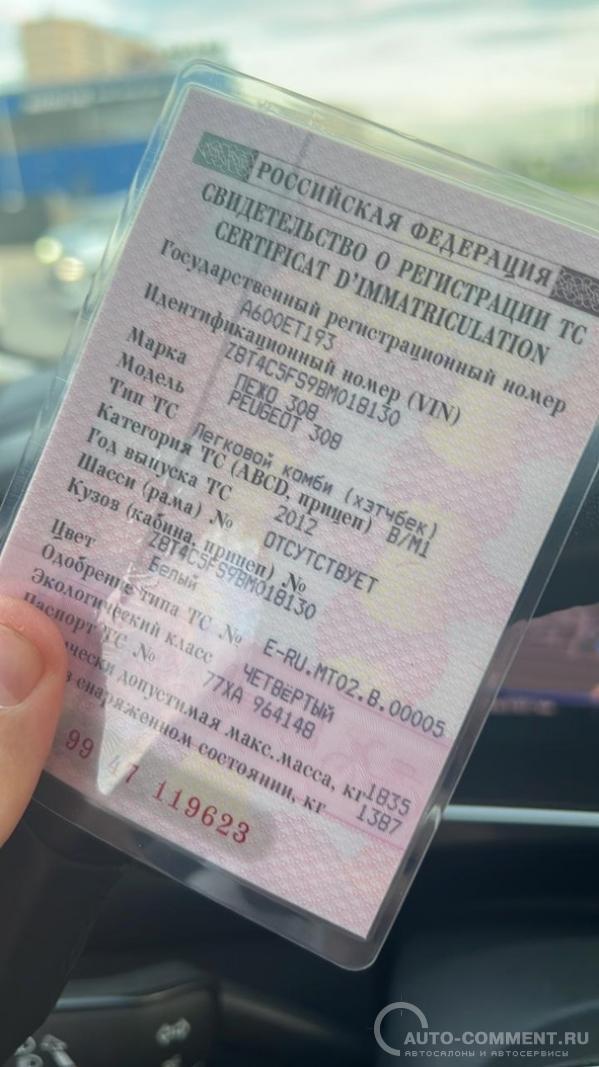 РОССИЙСКАЯ ФЕДЕРАЦИЯ
СВИДЕТЕЛЬСТВО О РЕГИСТРАЦИИ ТС
CERTIFICAT D'IMMATRICULATION
Государственный регистрационный номер
А600ЕТ193
Идентификационный номер (VIN)
Z8T4C5FS9BM018130
Марка ПЕЖО 308
Модель PEUGEOT 308
Тип ТС Легковой комби (хэтчбек)
Категория ТС (ABCD, прицеп) B/M1
Год выпуска ТС 2012
Шасси (рама) № ОТСУТСТВУЕТ
Кузов (кабина, прицеп) №
Z8T4C5FS9BM018130
Цвет Белый
Одобрение типа ТС № E-RU.MT02.B.00005
Экологический класс ЧЕТВЁРТЫЙ
Паспорт ТС № 77ХА 964148
допустимая макс.масса, кг 1835
снаряженном состоянии, кг 1387
99 47 119623
AUTO-COMMENT.RU
АВТОСАЛОНЫ И АВТОСЕРВИСЫ